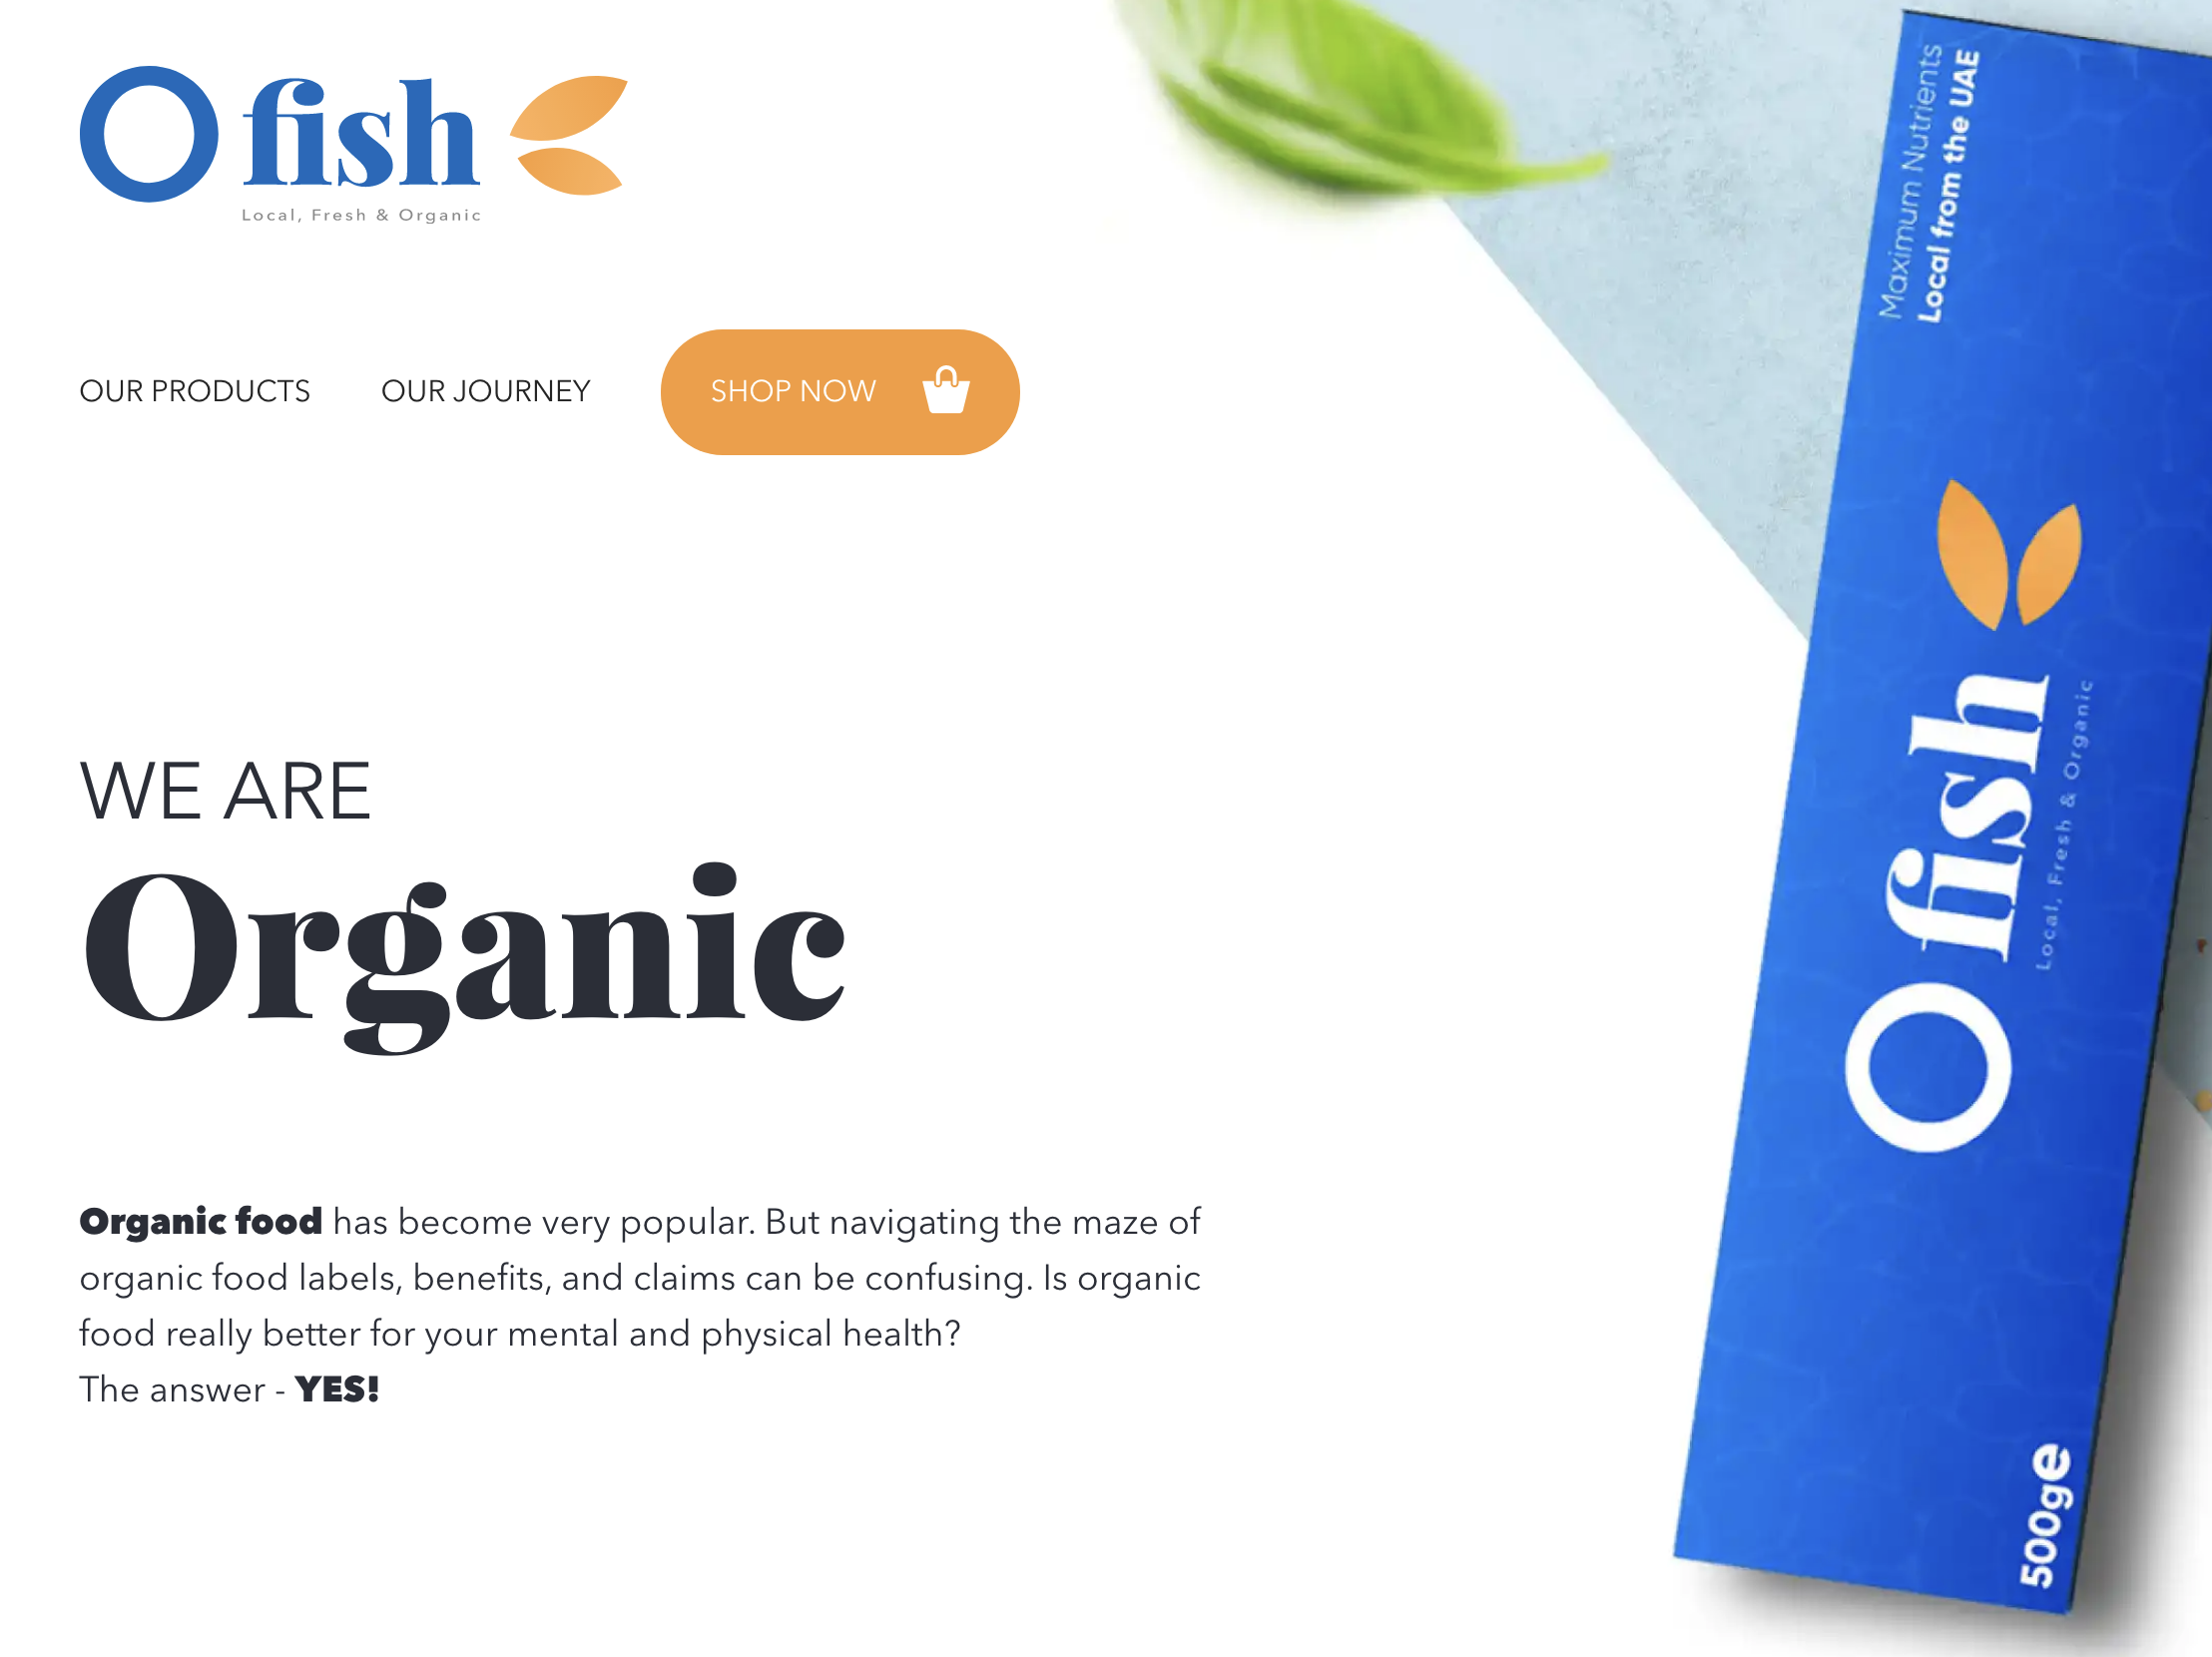 O fish
Local, Fresh & Organic
OUR PRODUCTS
OUR JOURNEY
SHOP NOW
WE ARE
Organic
Organic food has become very popular. But navigating the maze of
organic food labels, benefits, and claims can be confusing. Is organic
food really better for your mental and physical health?
The answer - YES!
Maximum Nutrients
Local from the UAE
O fish
Local, Fresh & Organic
500ge